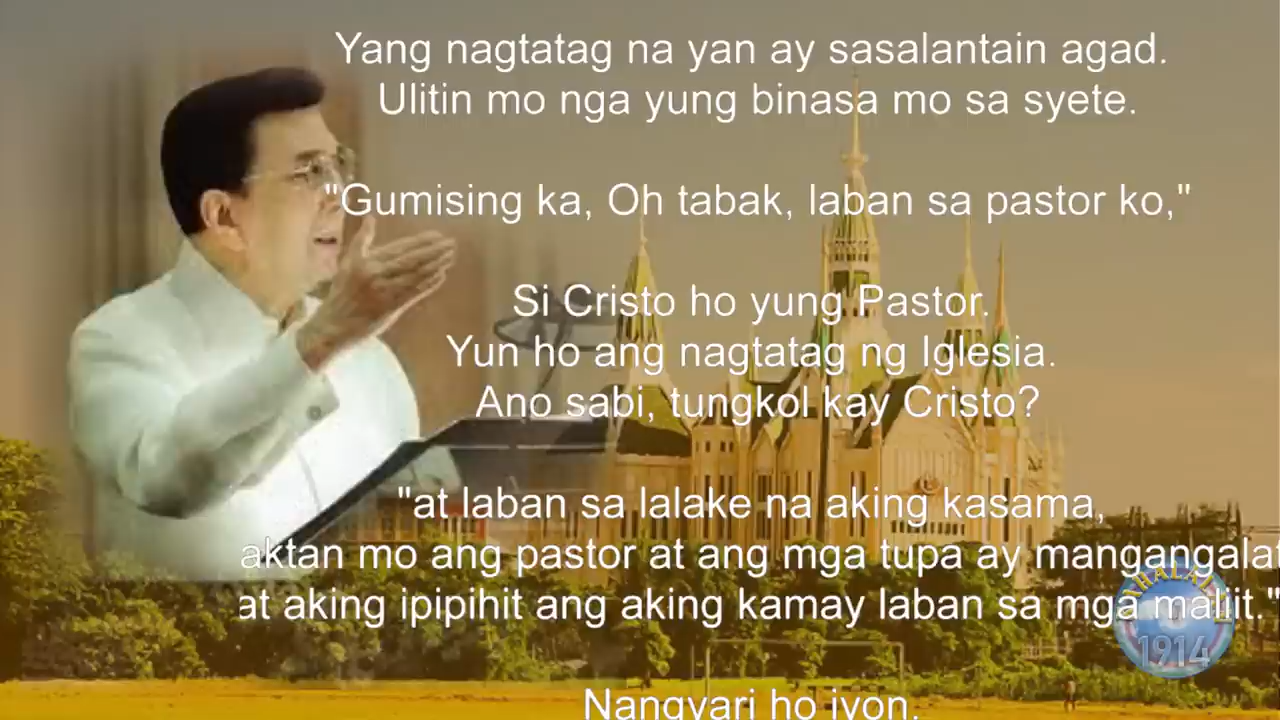 Yang nagtatag na yan ay sasalantain agad.
Ulitin mo nga yung binasa mo sa syete.
"Gumising ka, Oh tabak, laban sa pastor ko,"
Si Cristo ho yung Pastor.
Yun ho ang nagtatag ng Iglesia.
Ano sabi, tungkol kay Cristo?
"at laban sa lalake na aking kasama,
aktan mo ang pastor at ang mga tupa ay mangangalat
at aking ipipihit ang aking kamay laban sa mga maliit."
Nangyari ho iyon.
1914